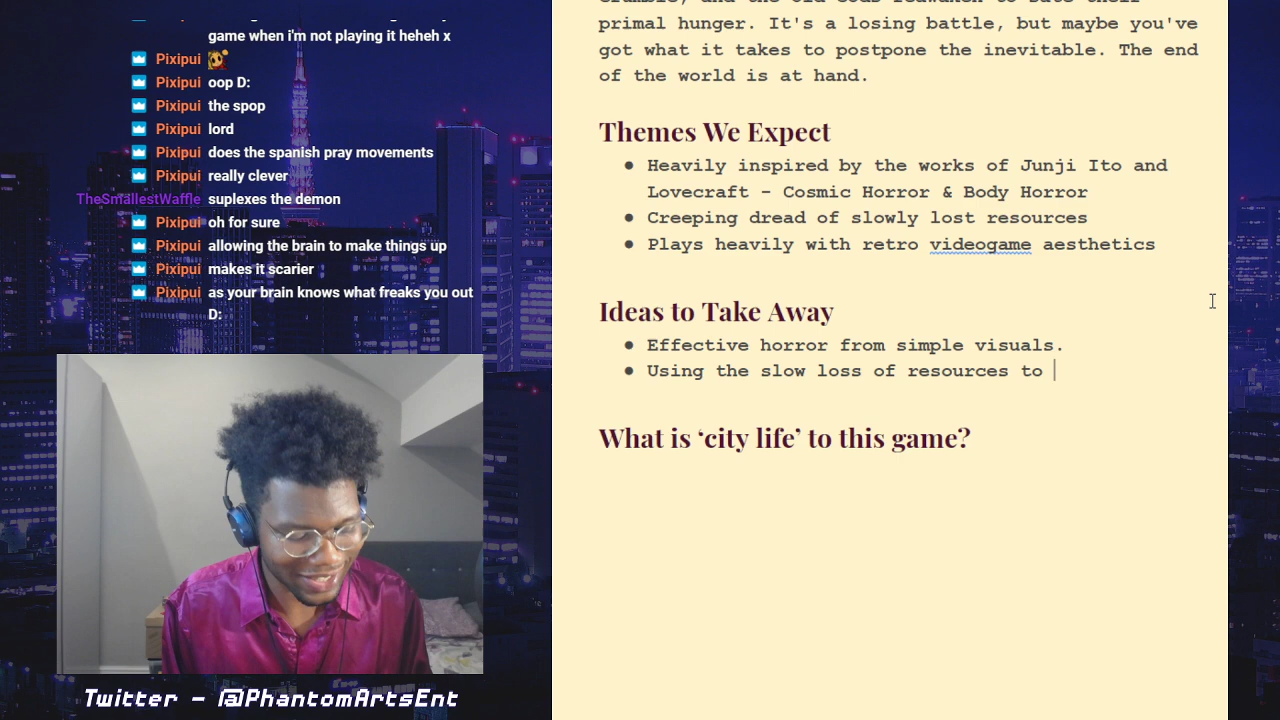 game when i'm not playing it heheh x
Pixipui
Pixipui oop D:
Pixipui the spop
Pixipui lord
Pixipui does the spanish pray movements
Pixipui really clever
TheSmallestWaffle suplexes the demon
Pixipui oh for sure
Pixipui allowing the brain to make things up
Pixipui makes it scarier
Pixipui as your brain knows what freaks you out
D:
Twitter - @PhantomArtsEnt
primal hunger. It's a losing battle, but maybe you've
got what it takes to postpone the inevitable. The end
of the world is at hand.
Themes We Expect
● Heavily inspired by the works of Junji Ito and
Lovecraft - Cosmic Horror & Body Horror
● Creeping dread of slowly lost resources
● Plays heavily with retro videogame aesthetics
Ideas to Take Away
● Effective horror from simple visuals.
● Using the slow loss of resources to
What is ‘city life’ to this game?